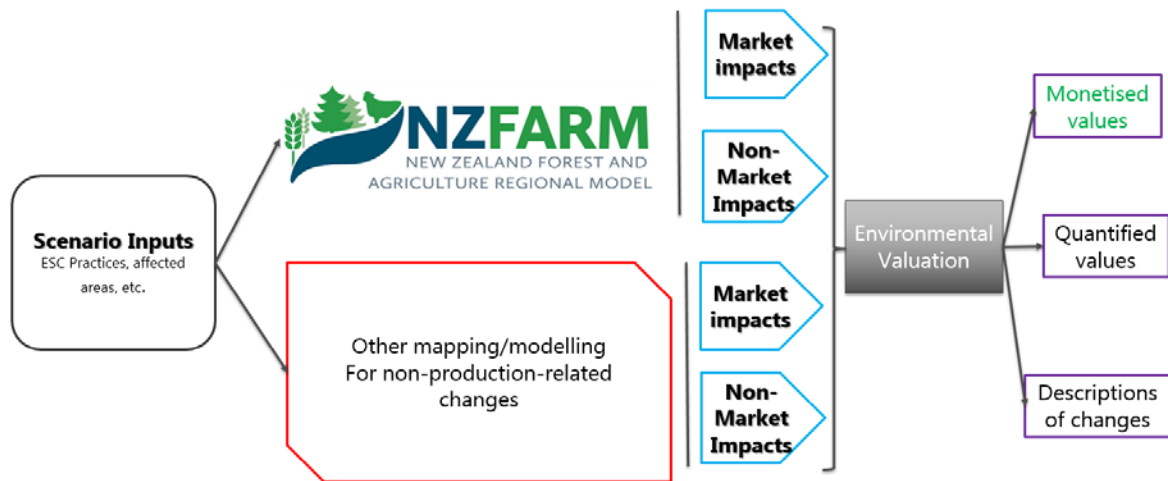 Scenario Inputs
ESC Practices, affected
areas, etc.
NZFARM
NEW ZEALAND FOREST AND
AGRICULTURE REGIONAL MODEL
Other mapping/modelling
For non-production-related
changes
Market
impacts
Non-
Market
Impacts
Market
impacts
Non-
Market
Impacts
Environmental
Valuation
Monetised
values
Quantified
values
Descriptions
of changes